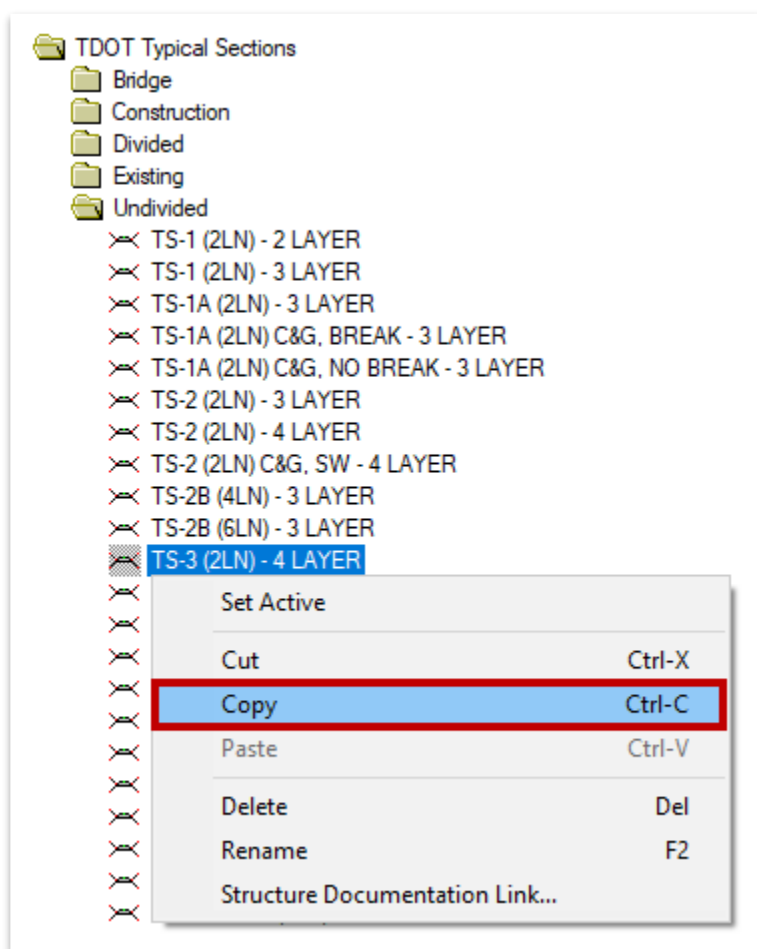 TDOT Typical Sections
Bridge
Construction
Divided
Existing
Undivided
TS-1 (2LN) - 2 LAYER
TS-1 (2LN) - 3 LAYER
TS-1A (2LN) - 3 LAYER
TS-1A (2LN) C&G, BREAK - 3 LAYER
TS-1A (2LN) C&G, NO BREAK - 3 LAYER
TS-2 (2LN) - 3 LAYER
TS-2 (2LN) - 4 LAYER
TS-2 (2LN) C&G, SW - 4 LAYER
TS-2B (4LN) - 3 LAYER
TS-2B (6LN) - 3 LAYER
TS-3 (2LN) - 4 LAYER
Set Active
Cut Ctrl-X
Copy Ctrl-C
Paste Ctrl-V
Delete Del
Rename F2
Structure Documentation Link...